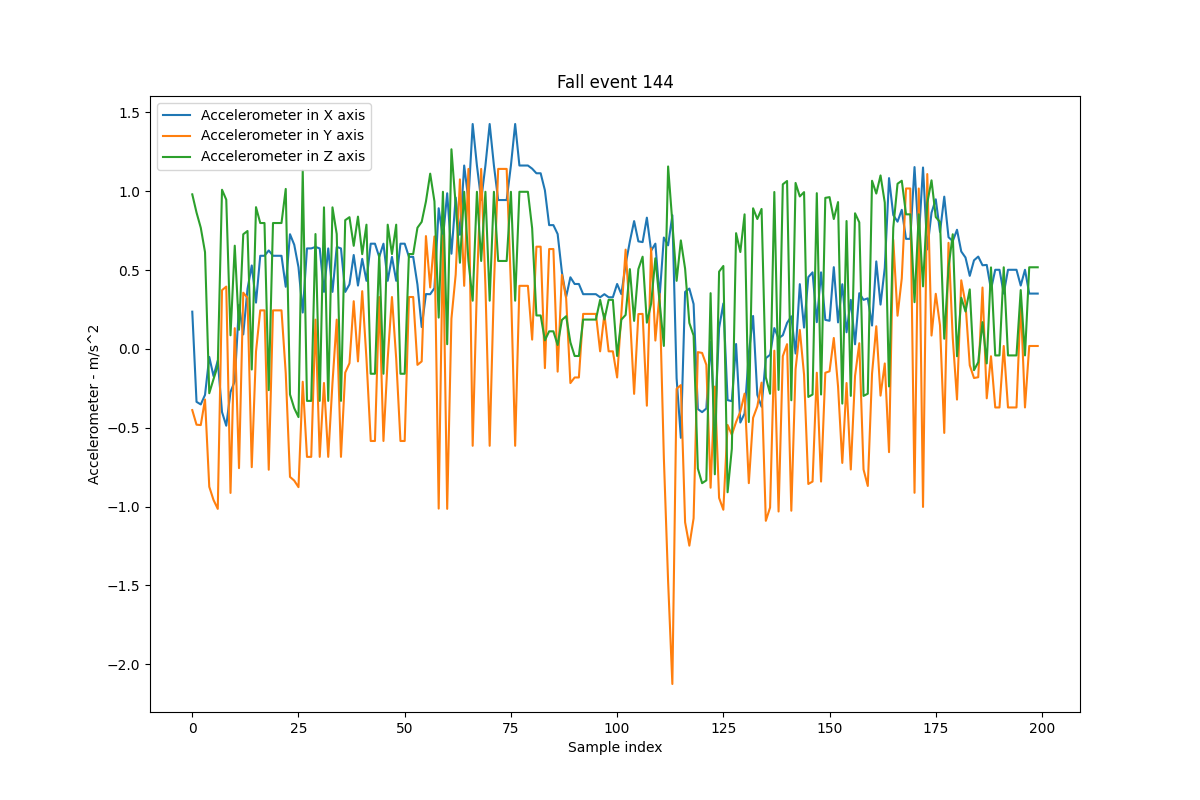 Fall event 144
Accelerometer in X axis
Accelerometer in Y axis
Accelerometer in Z axis
1.5
1.0
0.5
0.0
−0.5
−1.0
−1.5
−2.0
Accelerometer - m/s^2
0 25 50 75 100 125 150 175 200
Sample index